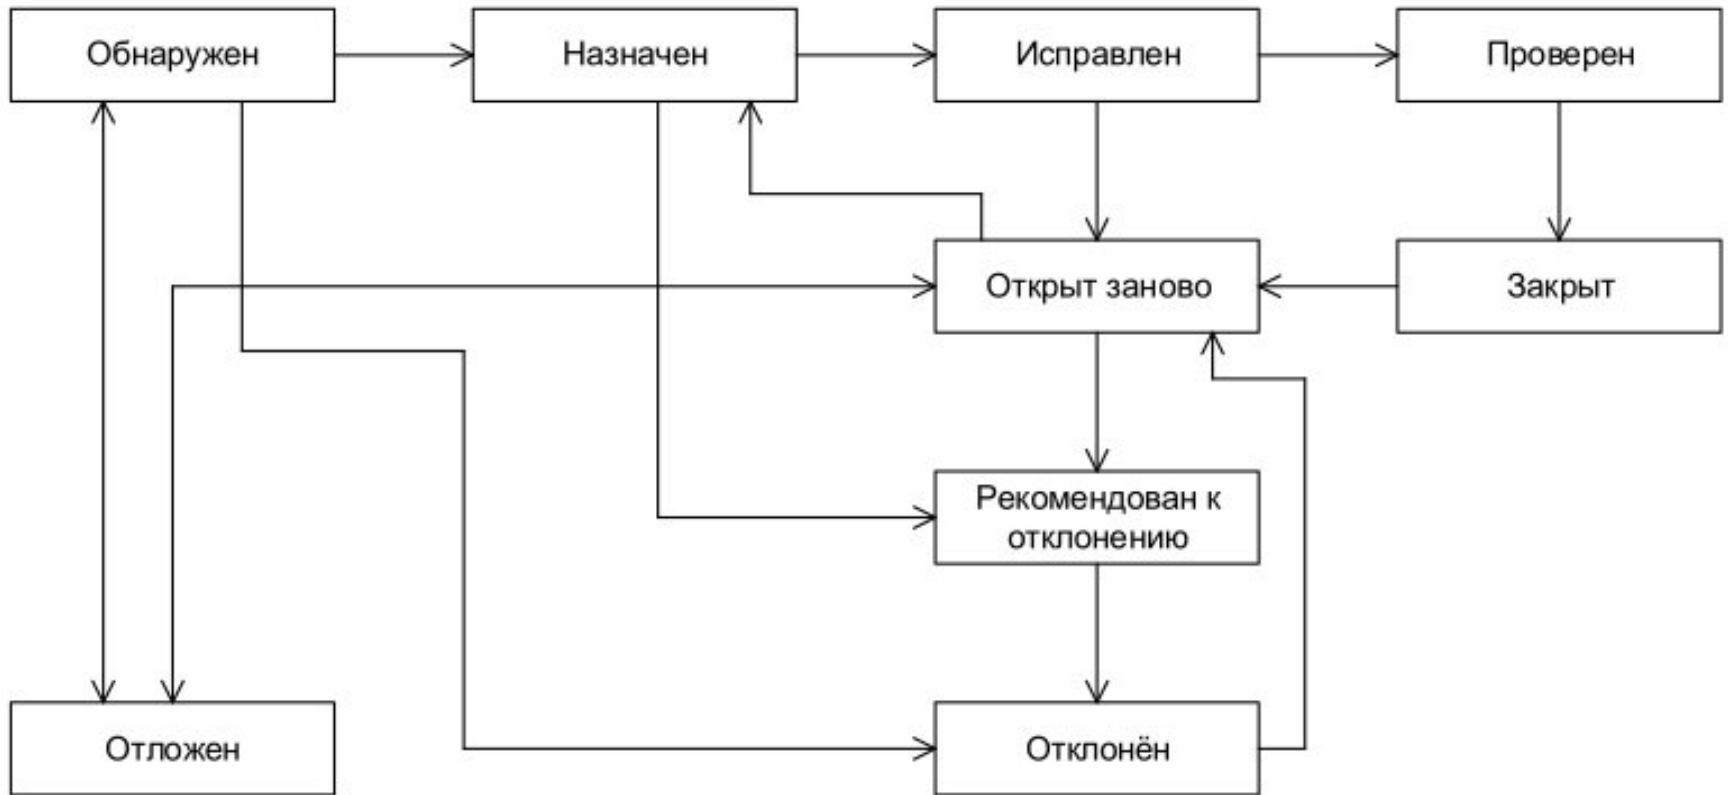 Обнаружен
Назначен
Исправлен
Проверен
Открыт заново
Закрыт
Рекомендован к
отклонению
Отложен
Отклонён